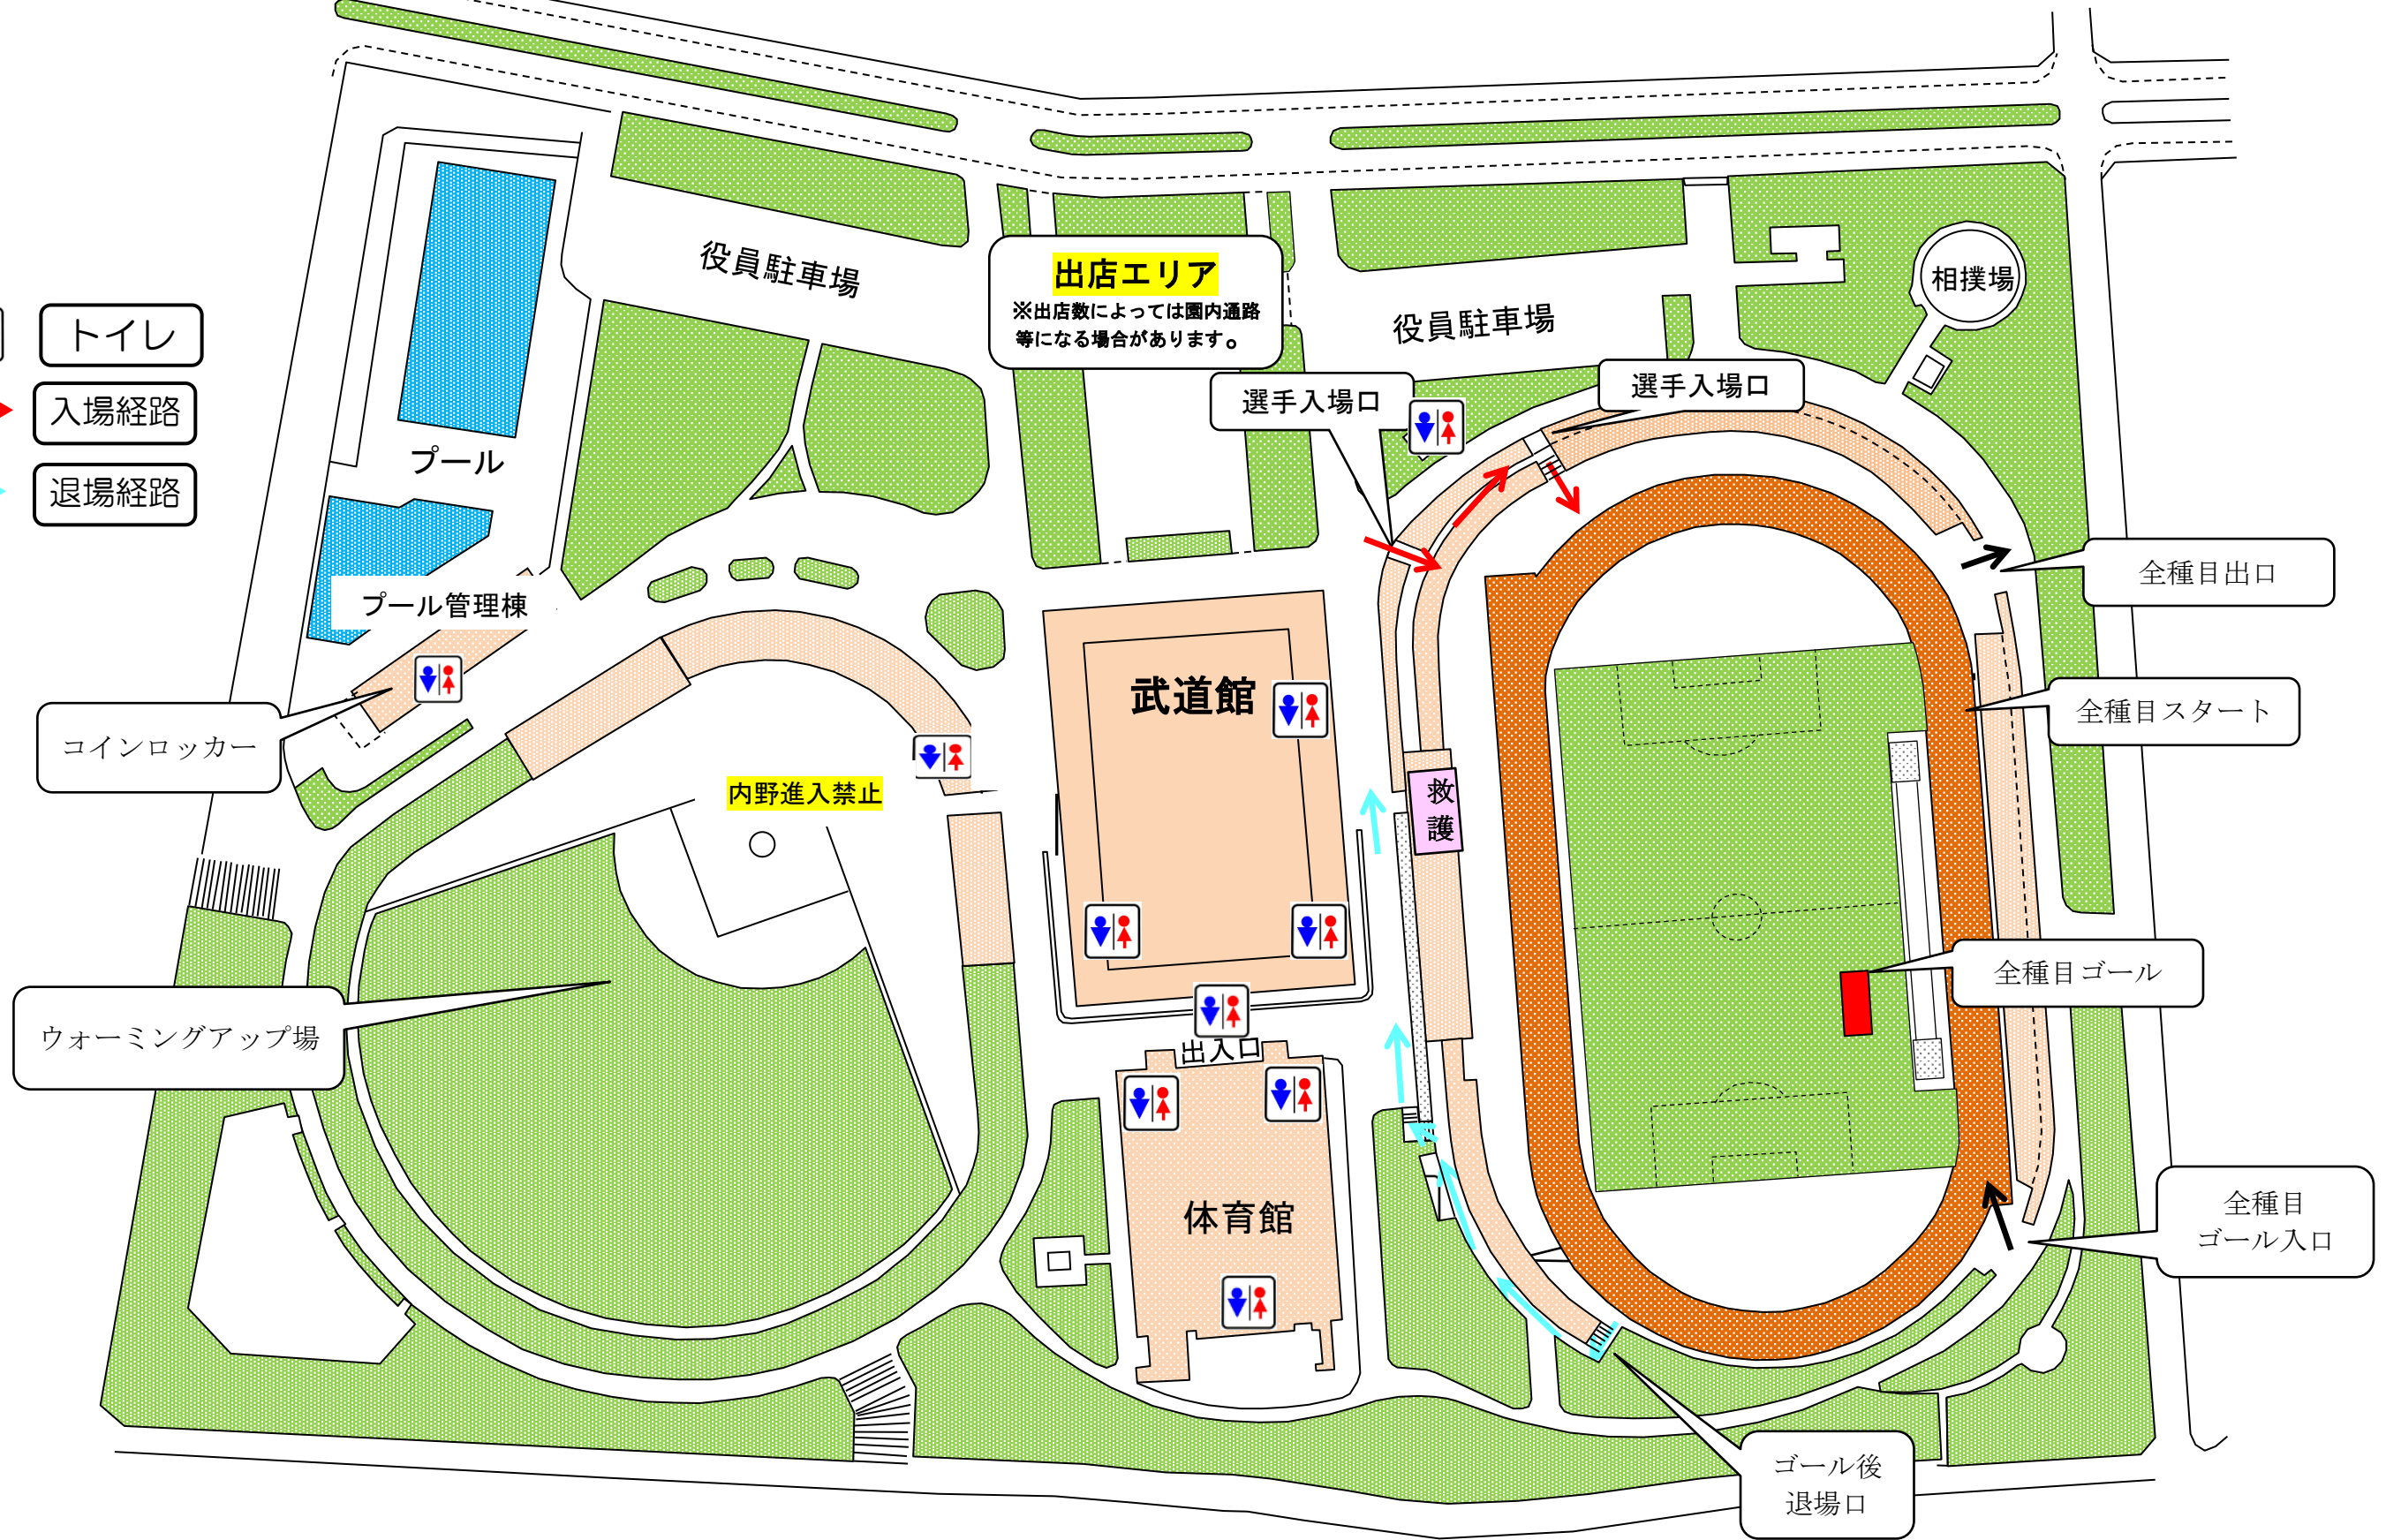 役員駐車場
出店エリア
※出店数によっては園内通路
等になる場合があります。
役員駐車場
相撲場
トイレ
入場経路
退場経路
選手入場口
選手入場口
プール
プール管理棟
全種目出口
コインロッカー
武道館
全種目スタート
内野進入禁止
救
護
全種目ゴール
ウォーミングアップ場
出入口
体育館
全種目
ゴール入口
ゴール後
退場口